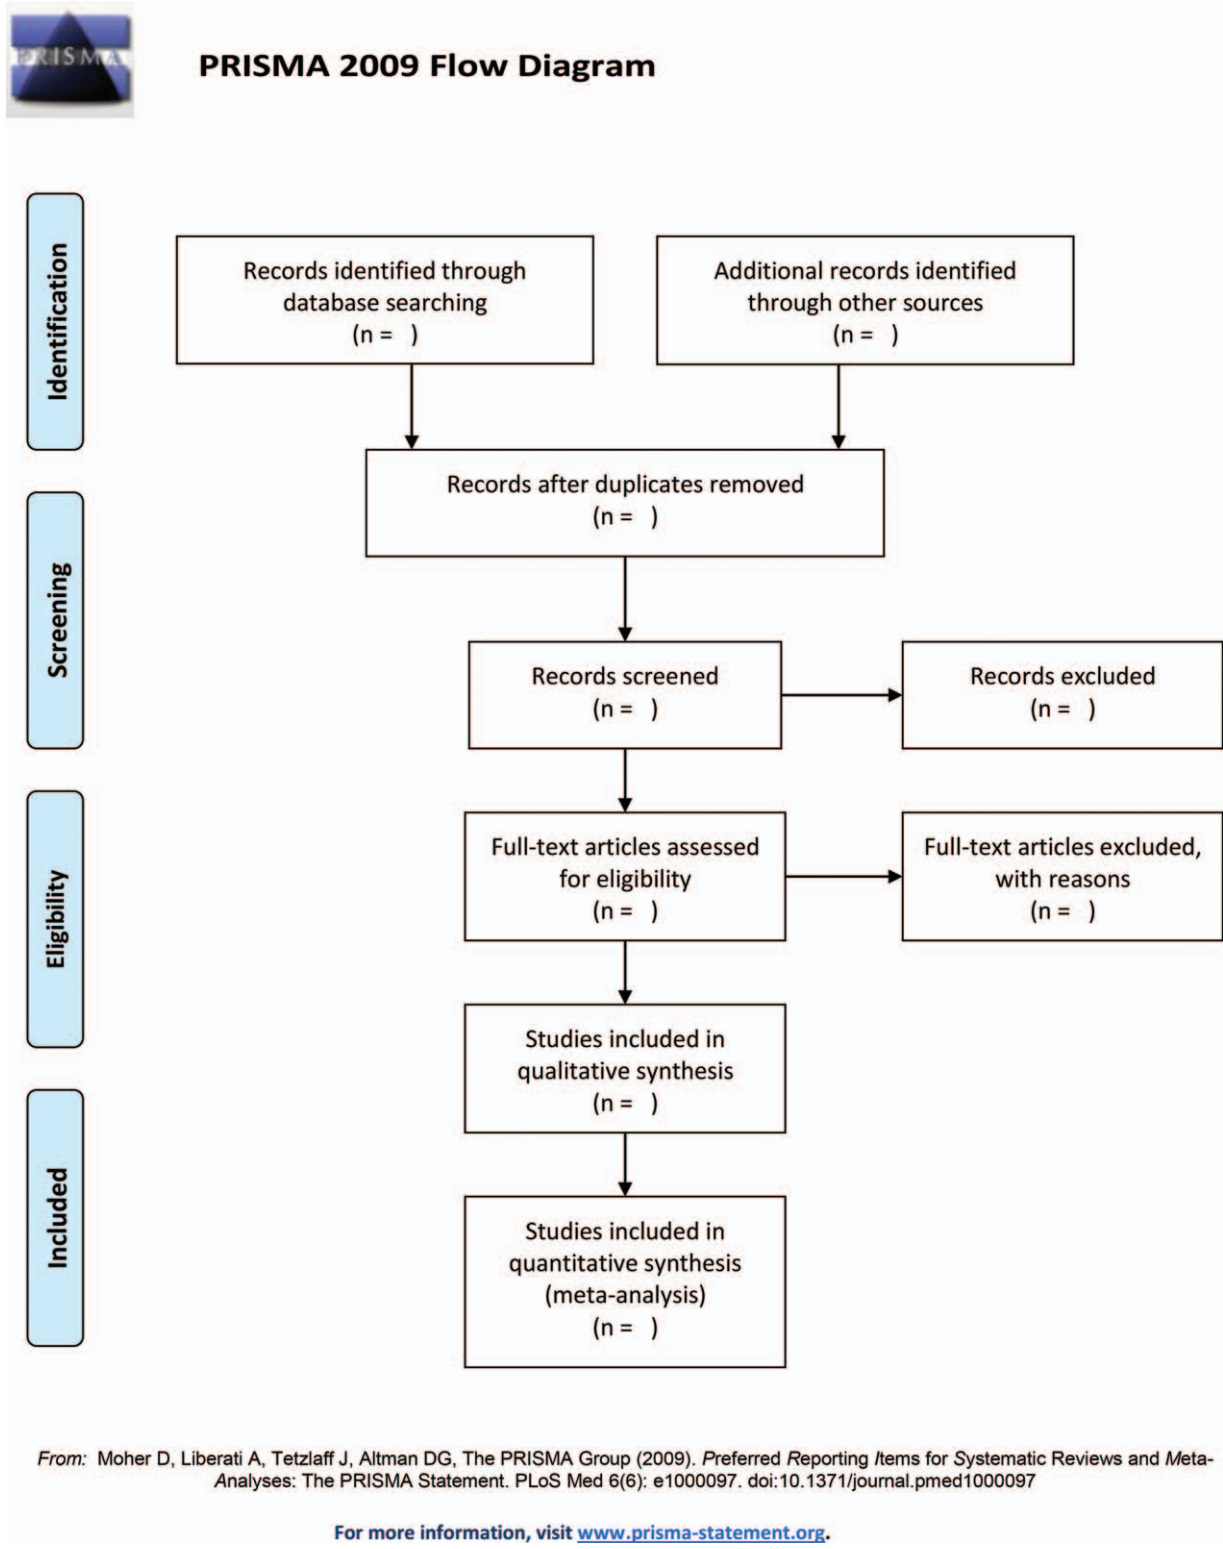 PRISMA
PRISMA 2009 Flow Diagram
Identification
Records identified through
database searching
(n =   )
Additional records identified
through other sources
(n =   )
Records after duplicates removed
(n =   )
Screening
Records screened
(n =   )
Records excluded
(n =   )
Eligibility
Full-text articles assessed
for eligibility
(n =   )
Full-text articles excluded,
with reasons
(n =   )
Studies included in
qualitative synthesis
(n =   )
Included
Studies included in
quantitative synthesis
(meta-analysis)
(n =   )
From: Moher D, Liberati A, Tetzlaff J, Altman DG, The PRISMA Group (2009). Preferred Reporting Items for Systematic Reviews and Meta-
Analyses: The PRISMA Statement. PLoS Med 6(6): e1000097. doi:10.1371/journal.pmed1000097
For more information, visit www.prisma-statement.org.